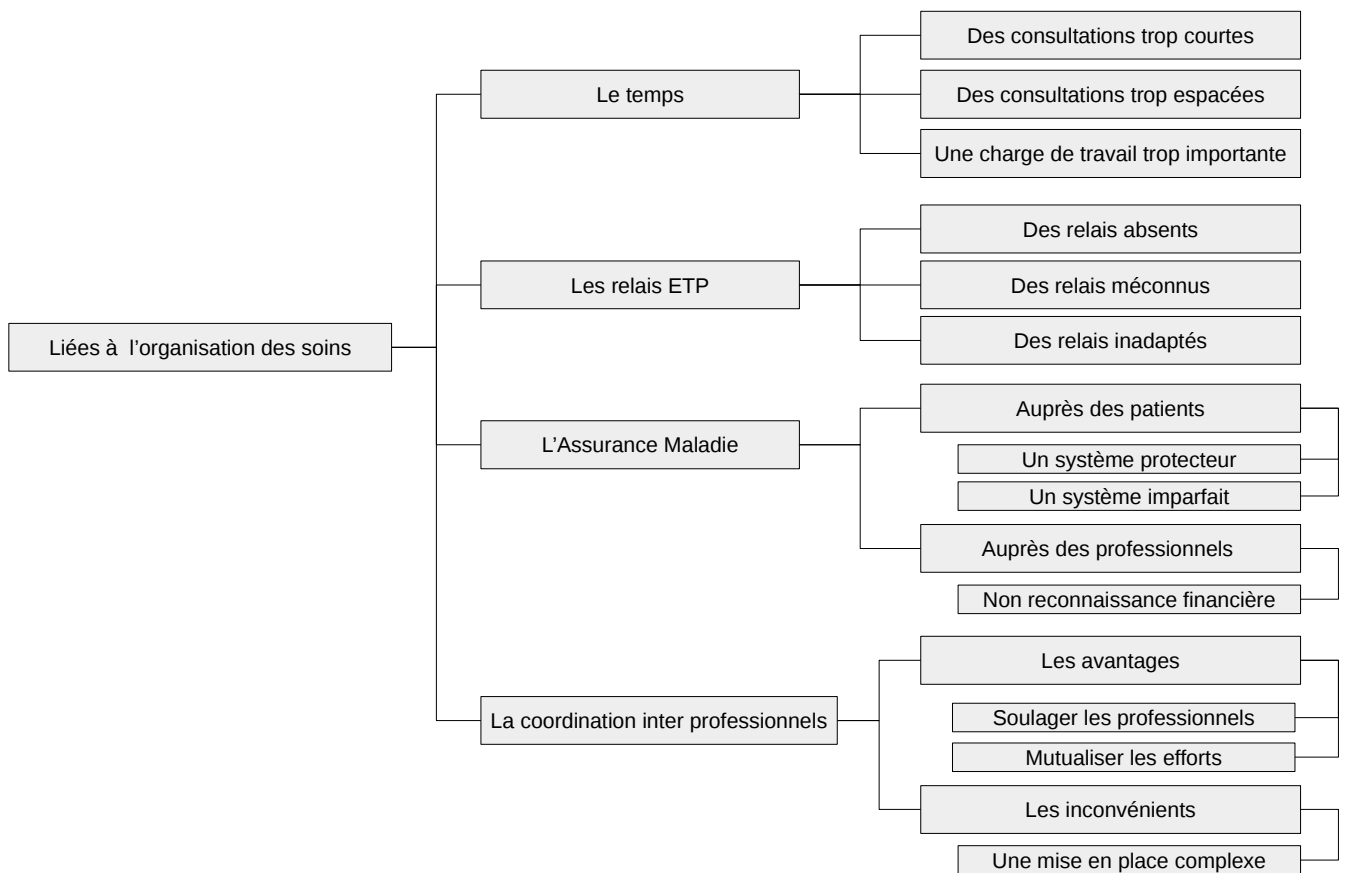 Liées à l’organisation des soins
Le temps
Des consultations trop courtes
Des consultations trop espacées
Une charge de travail trop importante
Les relais ETP
Des relais absents
Des relais méconnus
Des relais inadaptés
L’Assurance Maladie
Auprès des patients
Un système protecteur
Un système imparfait
Auprès des professionnels
Non reconnaissance financière
La coordination inter professionnels
Les avantages
Soulager les professionnels
Mutualiser les efforts
Les inconvénients
Une mise en place complexe